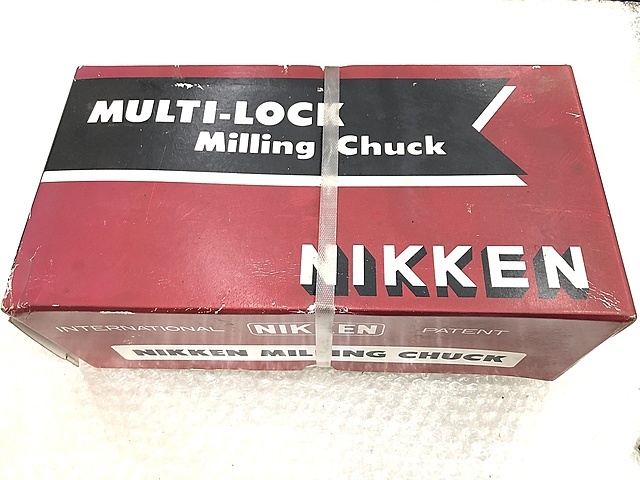 MULTI-LOCK
Milling Chuck
NIKKEN
INTERNATIONAL NIKKEN PATENT
NIKKEN MILLING CHUCK